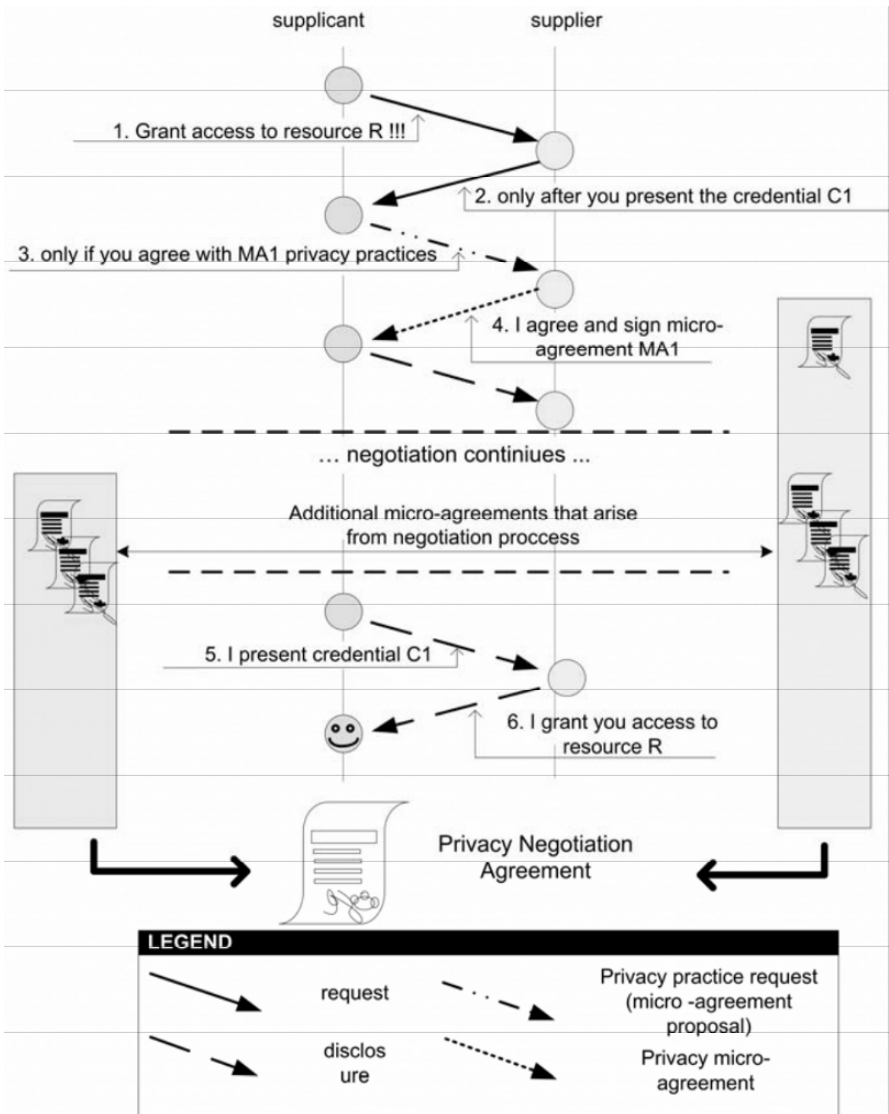 supplicant
supplier
1. Grant access to resource R !!!
2. only after you present the credential C1
3. only if you agree with MA1 privacy practices
4. I agree and sign micro-
agreement MA1
... negotiation continiues ...
Additional micro-agreements that arise
from negotiation proccess
5. I present credential C1
6. I grant you access to
resource R
Privacy Negotiation
Agreement
LEGEND
request
Privacy practice request
(micro -agreement
proposal)
disclos
ure
Privacy micro-
agreement